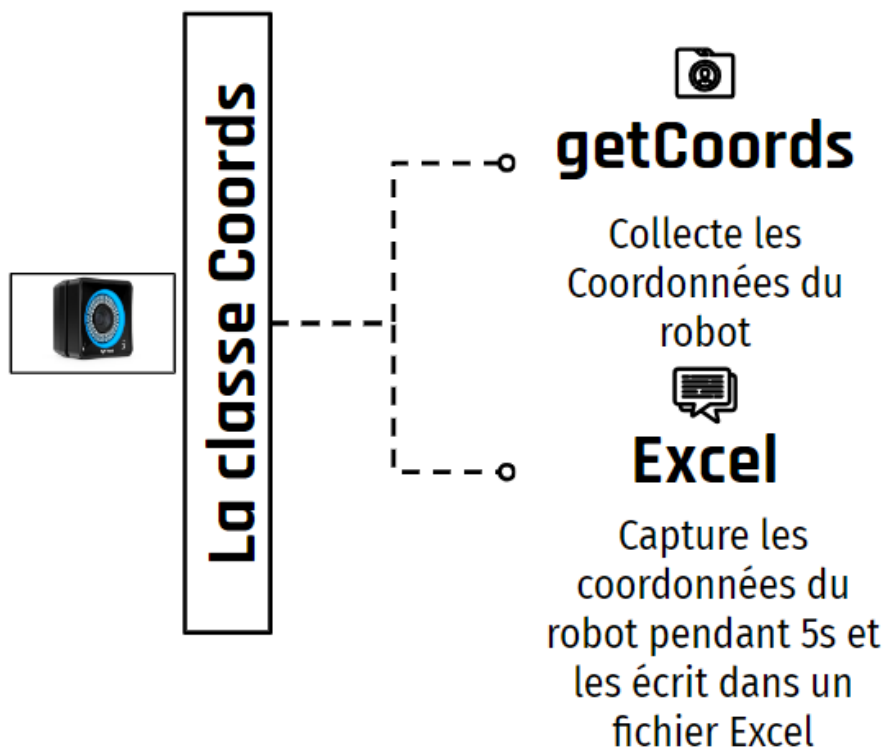 La classe Coords
getCoords
Collecte les
Coordonnées du
robot
Excel
Capture les
coordonnées du
robot pendant 5s et
les écrit dans un
fichier Excel